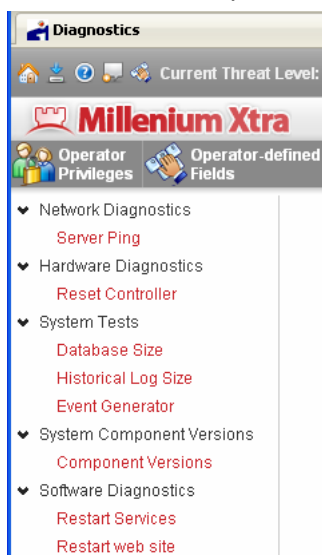 Diagnostics
Current Threat Level:
Millenium Xtra
Operator Privileges
Operator-defined Fields
Network Diagnostics
Server Ping
Hardware Diagnostics
Reset Controller
System Tests
Database Size
Historical Log Size
Event Generator
System Component Versions
Component Versions
Software Diagnostics
Restart Services
Restart web site